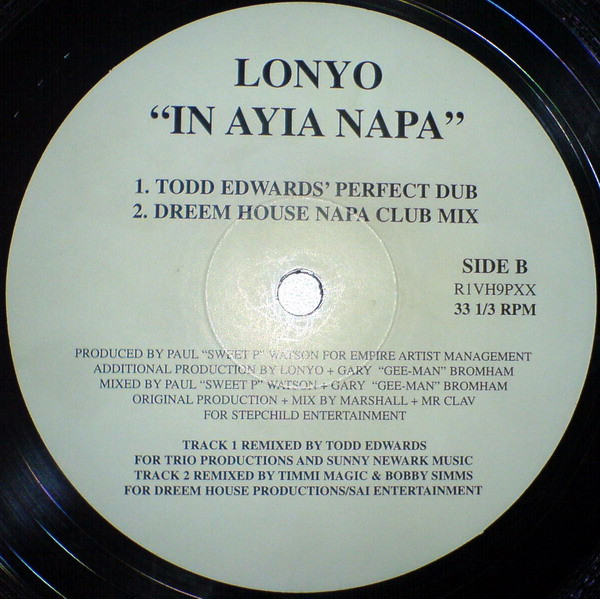 LONYO
“IN AYIA NAPA”
1. TODD EDWARDS’ PERFECT DUB
2. DREEM HOUSE NAPA CLUB MIX
SIDE B
R1VH9PXX
33 1/3 RPM
PRODUCED BY PAUL “SWEET P” WATSON FOR EMPIRE ARTIST MANAGEMENT
ADDITIONAL PRODUCTION BY LONYO + GARY “GEE-MAN” BROMHAM
MIXED BY PAUL “SWEET P” WATSON + GARY “GEE-MAN” BROMHAM
ORIGINAL PRODUCTION + MIX BY MARSHALL + MR CLAV
FOR STEPCHILD ENTERTAINMENT
TRACK 1 REMIXED BY TODD EDWARDS
FOR TRIO PRODUCTIONS AND SUNNY NEWARK MUSIC
TRACK 2 REMIXED BY TIMMI MAGIC & BOBBY SIMMS
FOR DREEM HOUSE PRODUCTIONS/SAI ENTERTAINMENT